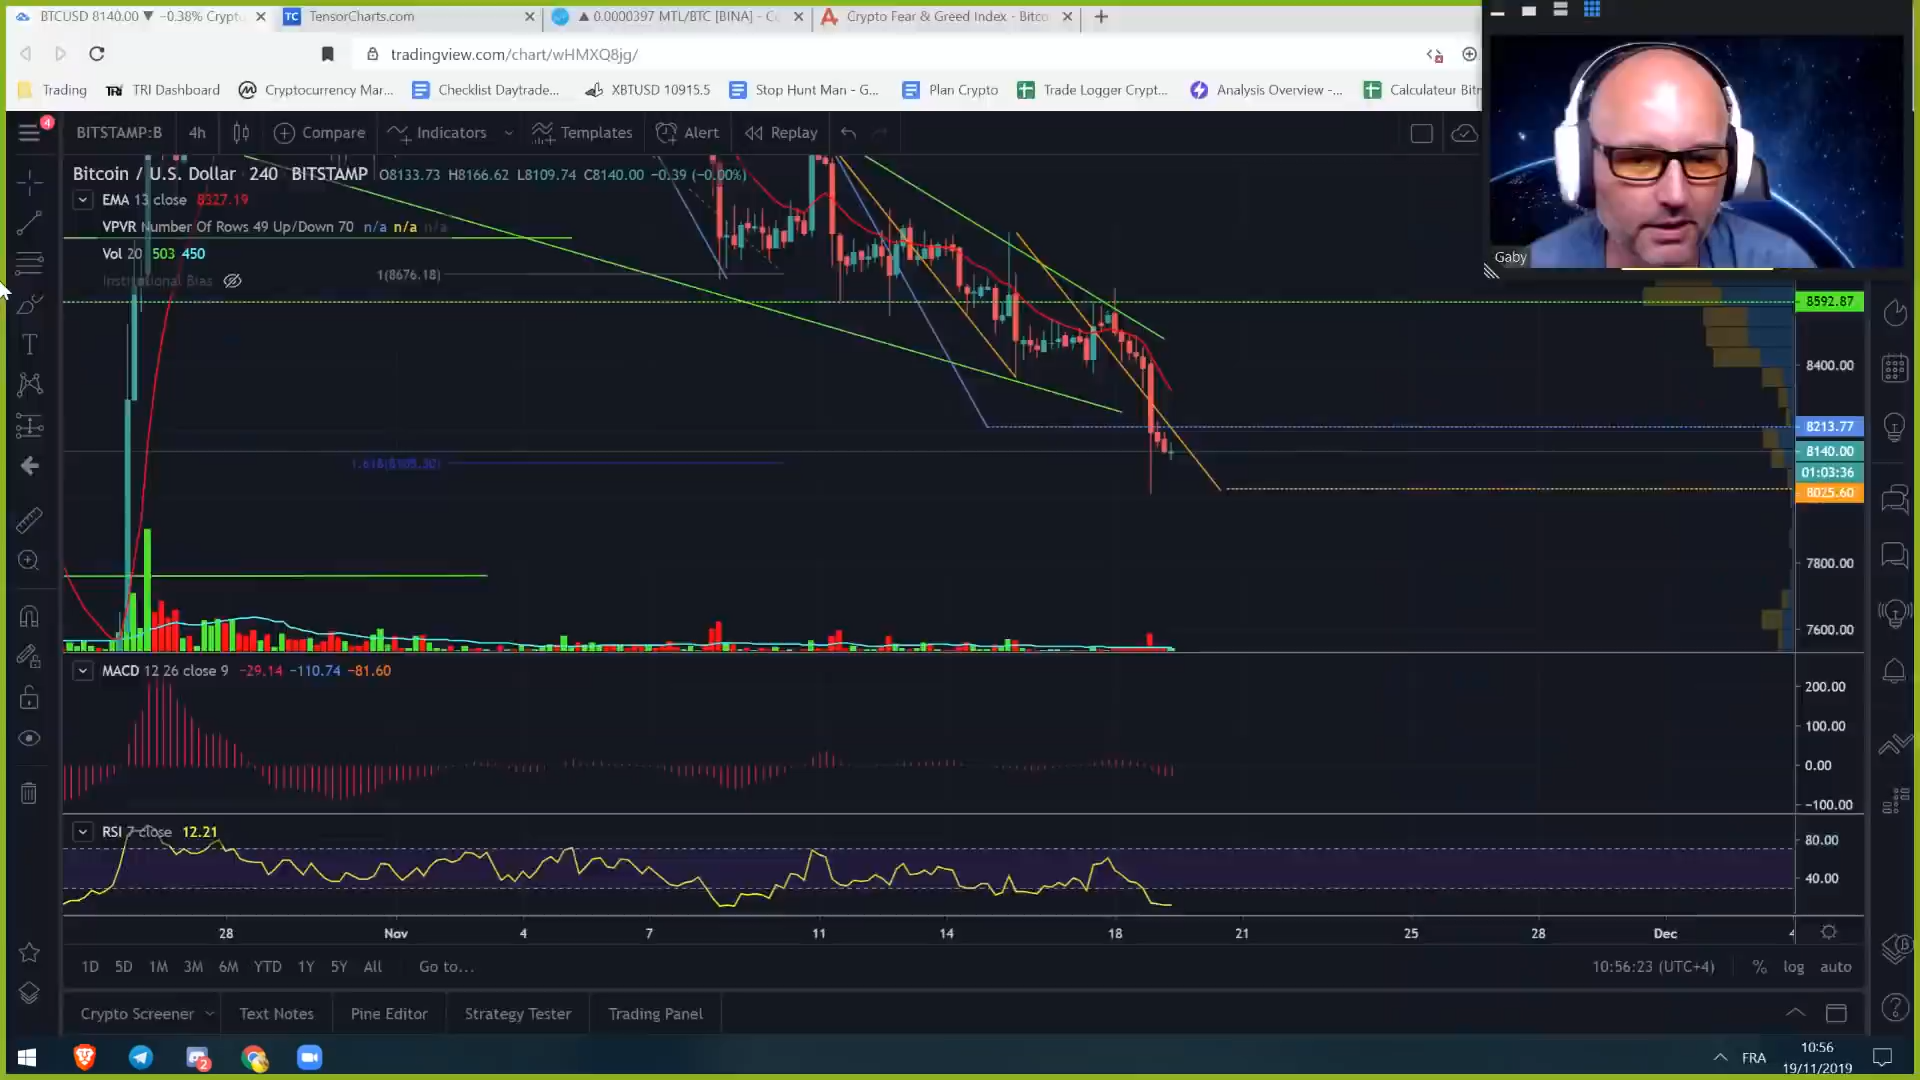 BTCUSD 8140.00 ▼ −0.38% Crypt
TensorCharts.com
▲ 0.0000397 MTL/BTC [BINA] - C
Crypto Fear & Greed Index - Bitco
tradingview.com/chart/wHMXQ8jg/
Trading TRI Dashboard Cryptocurrency Mar... Checklist Daytrade... XBTUSD 10915.5 Stop Hunt Man - G... Plan Crypto Trade Logger Crypt... Analysis Overview -... Calculateur Bit
4
BITSTAMP:B 4h Compare Indicators Templates Alert Replay
Bitcoin / U.S. Dollar 240 BITSTAMP O8133.73 H8166.62 L8109.74 C8140.00 −0.39 (−0.00%)
EMA 13 close 8327.19
VPVR Number Of Rows 49 Up/Down 70 n/a n/a n/a
Vol 20 503 450
Institutional Bias
1(8676.18)
Gaby
8592.87
8400.00
8213.77
8140.00
01:03:36
8025.60
7800.00
7600.00
MACD 12 26 close 9 −29.14 −110.74 −81.60
200.00
100.00
0.00
−100.00
RSI 7 close 12.21
80.00
40.00
28 Nov 4 7 11 14 18 21 25 28 Dec 4
1D 5D 1M 3M 6M YTD 1Y 5Y All Go to...
10:56:23 (UTC+4) % log auto
Crypto Screener Text Notes Pine Editor Strategy Tester Trading Panel
2
FRA
10:56
19/11/2019